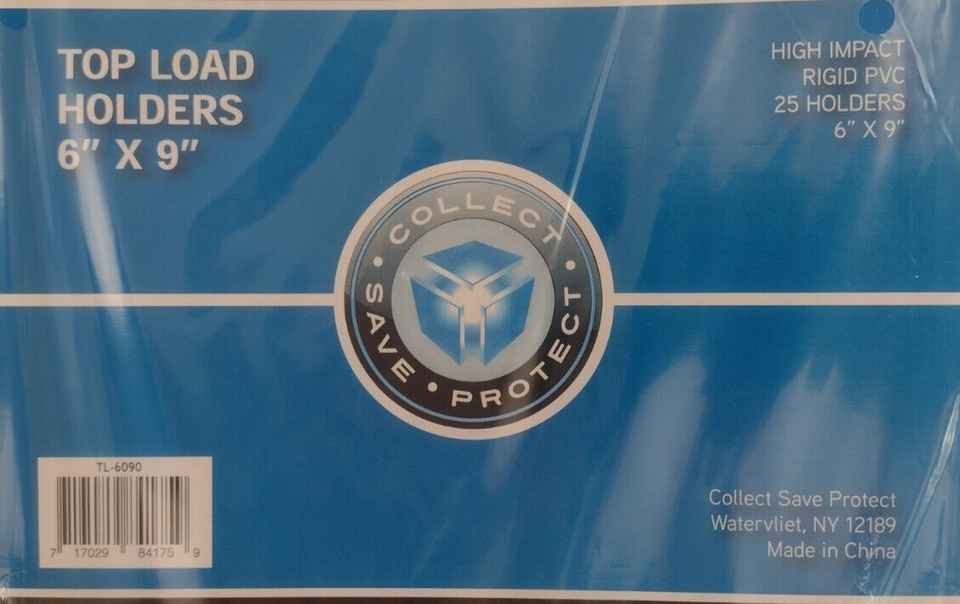 TOP LOAD
HOLDERS
6” X 9”
HIGH IMPACT
RIGID PVC
25 HOLDERS
6” X 9”
COLLECT • SAVE • PROTECT •
TL-6090
7 17029 84175 9
Collect Save Protect
Watervliet, NY 12189
Made in China